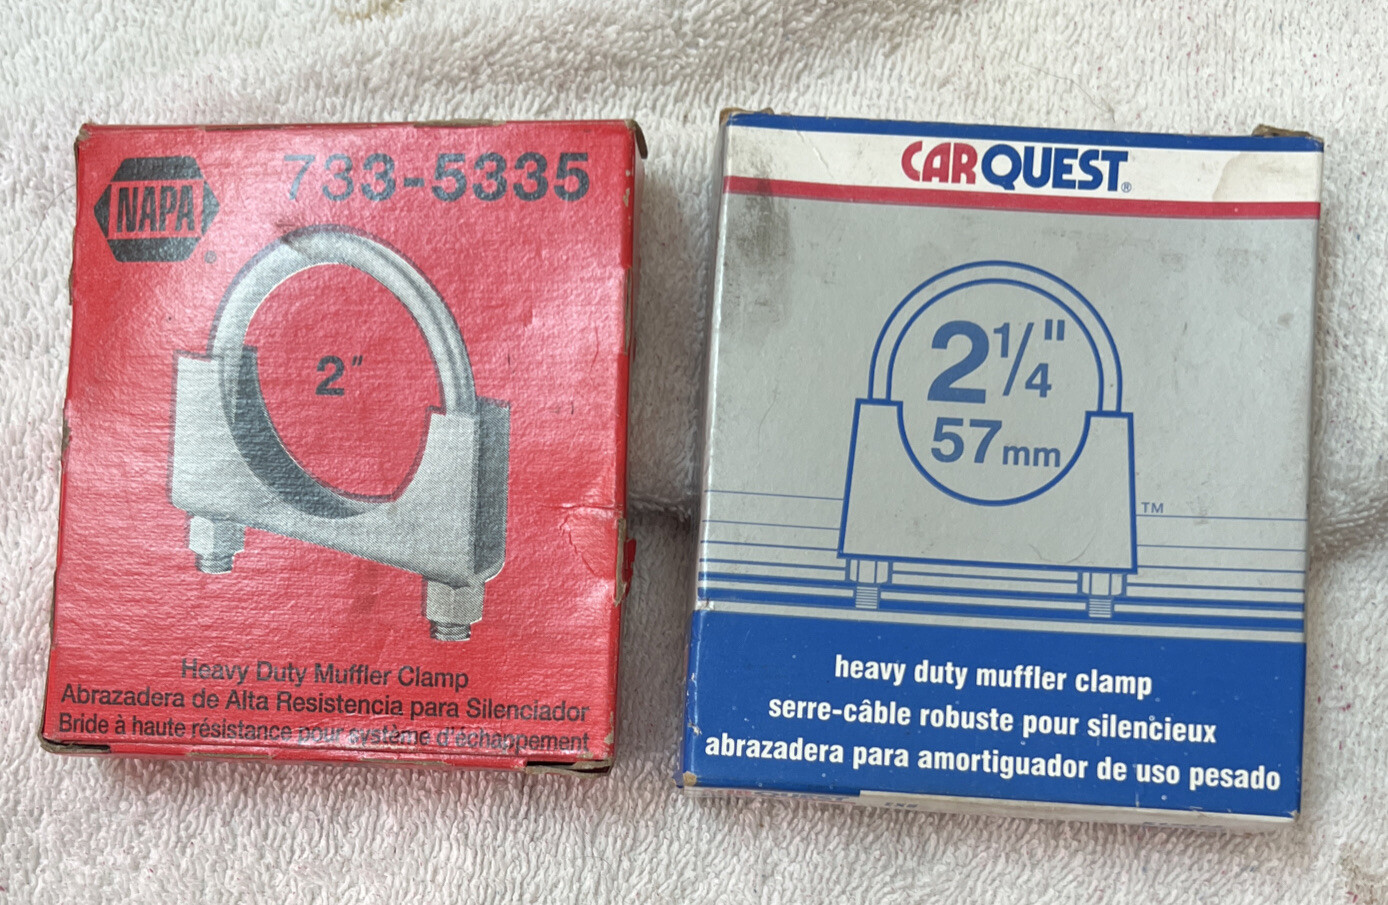 NAPA
®
733-5335
2"
Heavy Duty Muffler Clamp
Abrazadera de Alta Resistencia para Silenciador
Bride à haute résistance pour système d'échappement
CARQUEST®
2 1/4"
57mm
TM
heavy duty muffler clamp
serre-câble robuste pour silencieux
abrazadera para amortiguador de uso pesado